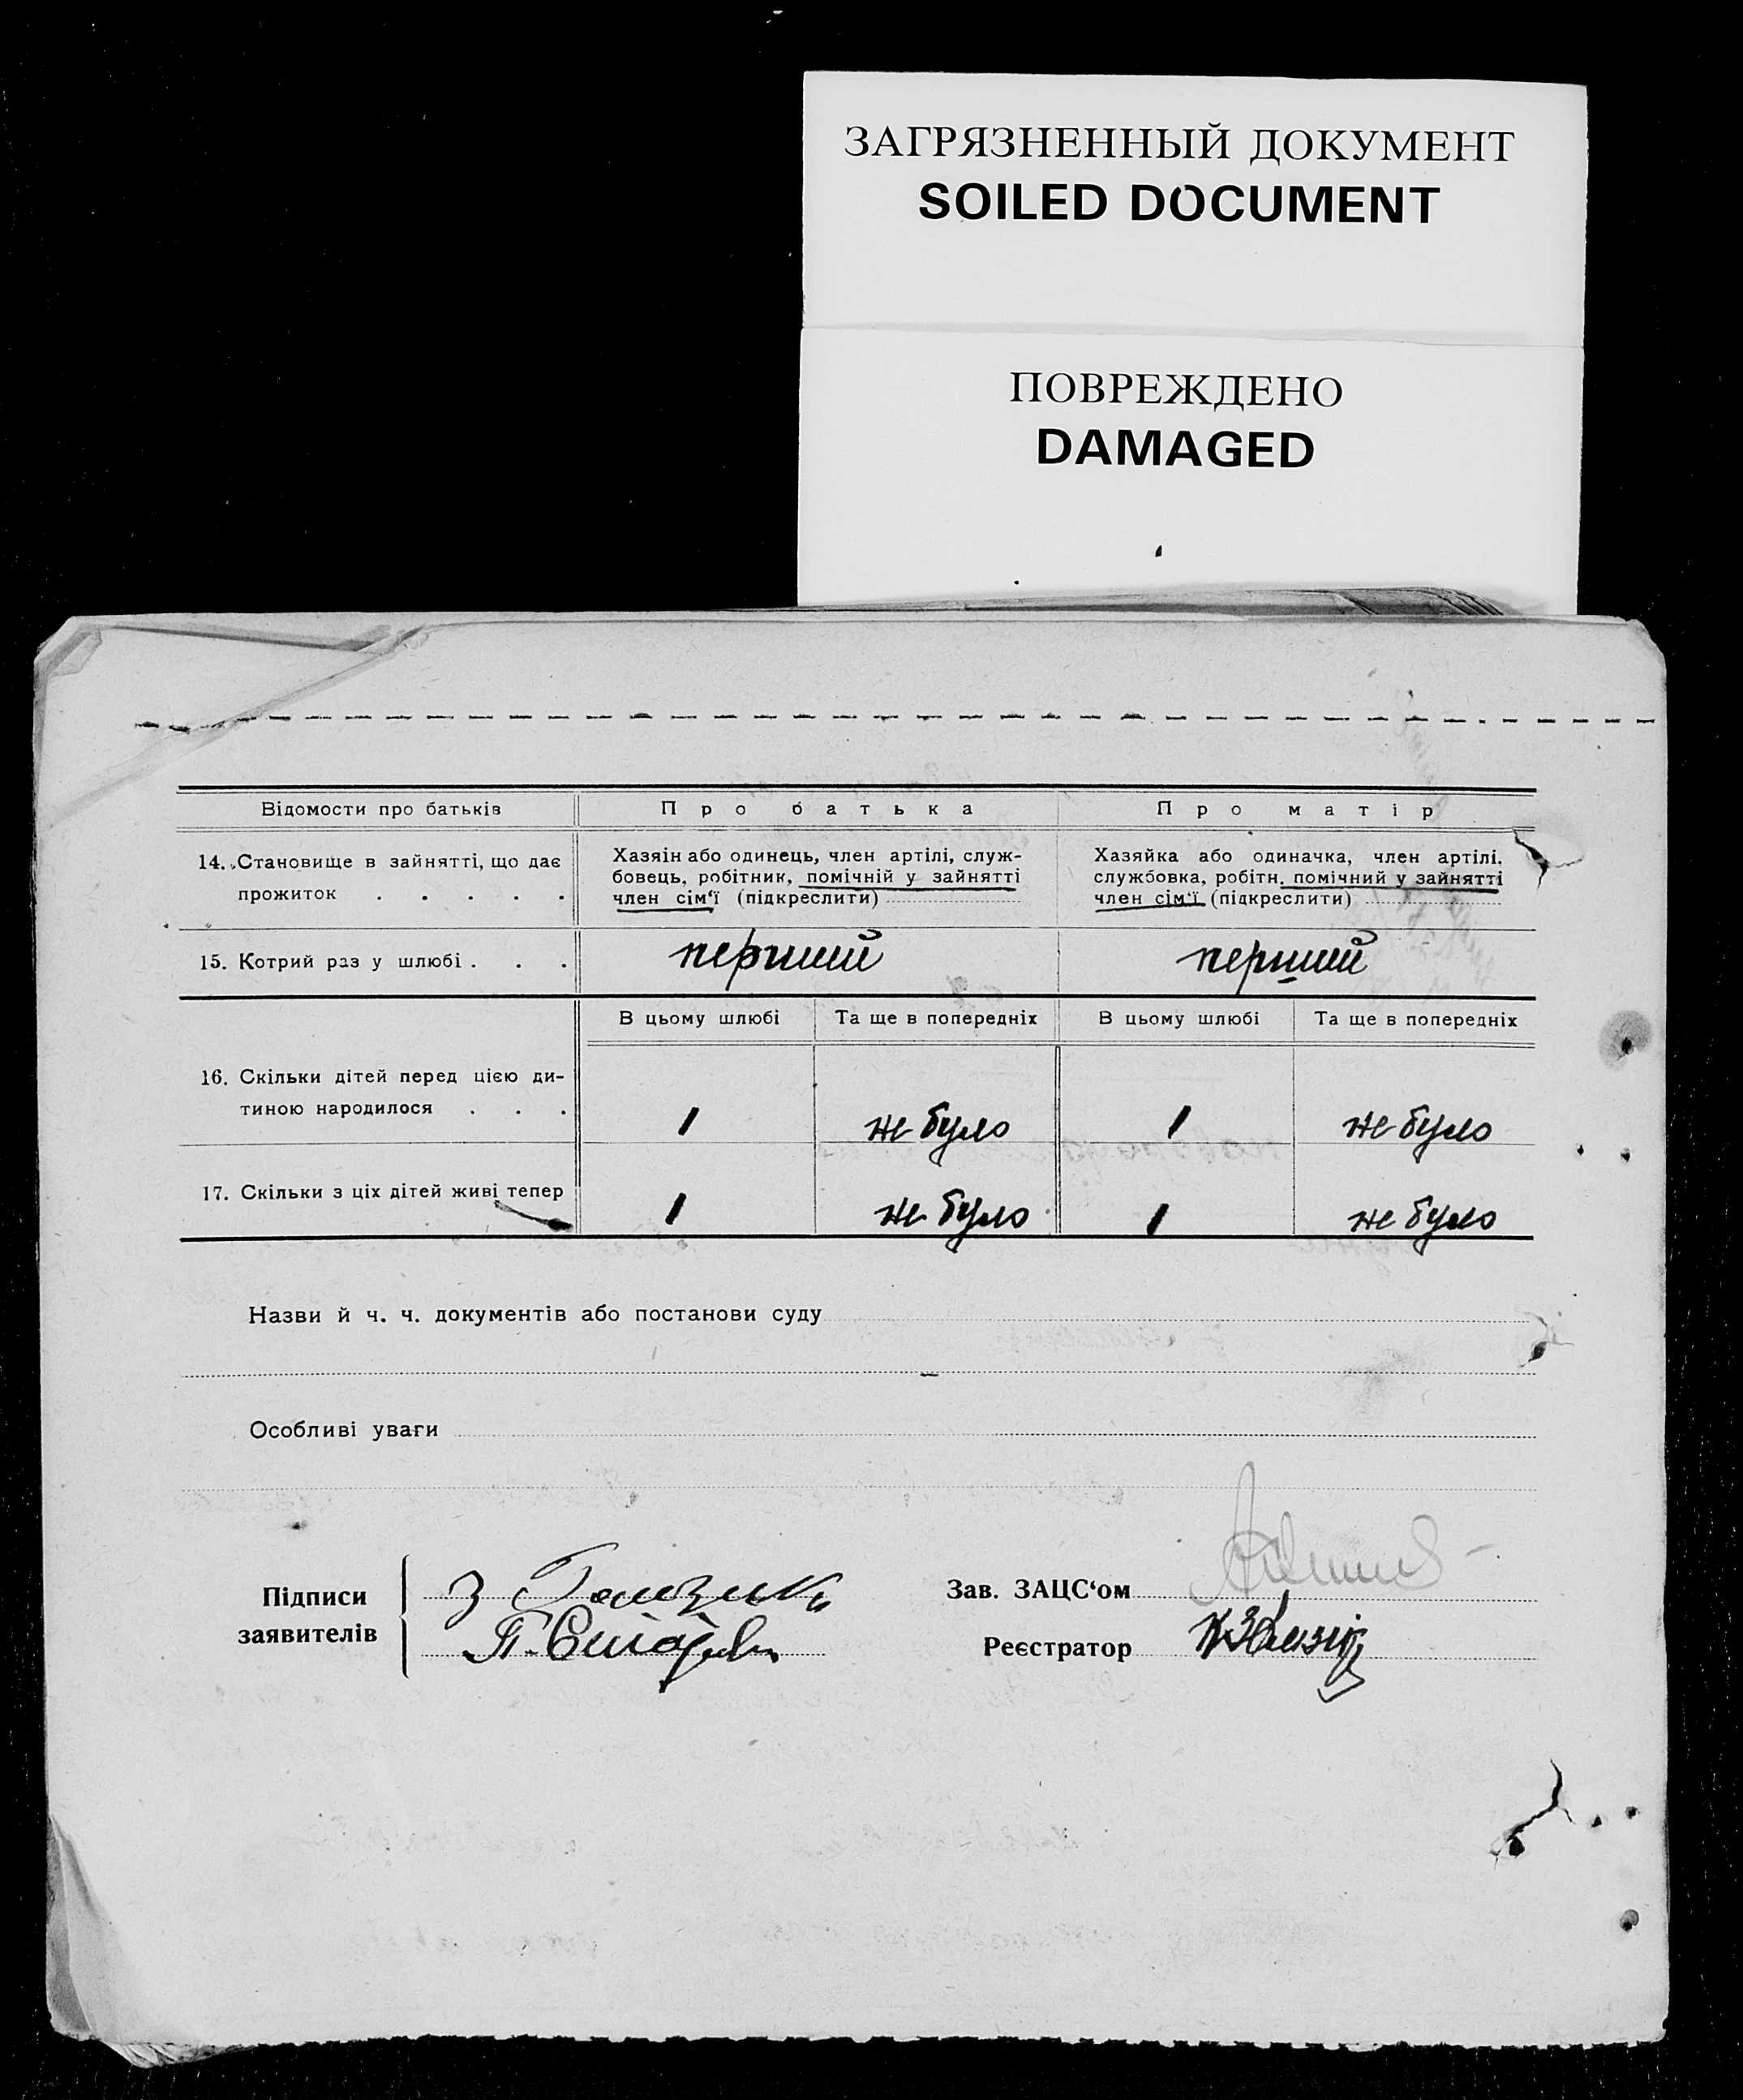 ЗАГРЯЗНЕННЫЙ ДОКУМЕНТ
SOILED DOCUMENT
ПОВРЕЖДЕНО
DAMAGED
Відомости про батьків Про батька Про матір
14. Становище в зайнятті, що дає
прожиток . . . . .
Хазяін або одинець, член артілі, служ-
бовець, робітник, помічній у зайнятті
член сім‘ї (підкреслити)
Хазяйка або одиначка, член артілі,
службовка, робітн. помічний у зайнятті
член сім‘ї (підкреслити)
15. Котрий раз у шлюбі . . . перший перший
В цьому шлюбі Та ще в попередніх В цьому шлюбі Та ще в попередніх
16. Скільки дітей перед цією ди-
тиною народилося . . . 1 не було 1 не було
17. Скільки з ціх дітей живі тепер 1 не було 1 не було
Назви й ч. ч. документів або постанови суду
Особливі уваги
Підписи
заявителів
Зав. ЗАЦС‘ом
Реєстратор